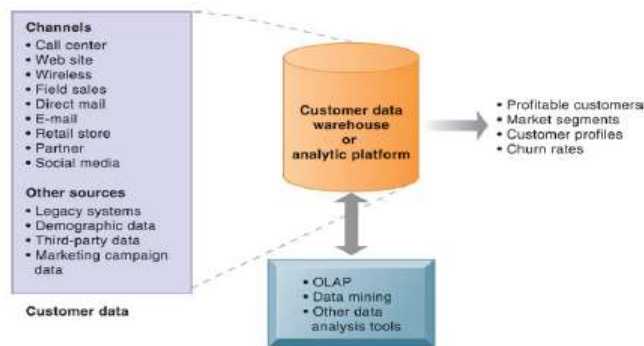 Channels
• Call center
• Web site
• Wireless
• Field sales
• Direct mail
• E-mail
• Retail store
• Partner
• Social media
Other sources
• Legacy systems
• Demographic data
• Third-party data
• Marketing campaign
data
Customer data
Customer data
warehouse
or
analytic platform
• Profitable customers
• Market segments
• Customer profiles
• Churn rates
• OLAP
• Data mining
• Other data
analysis tools